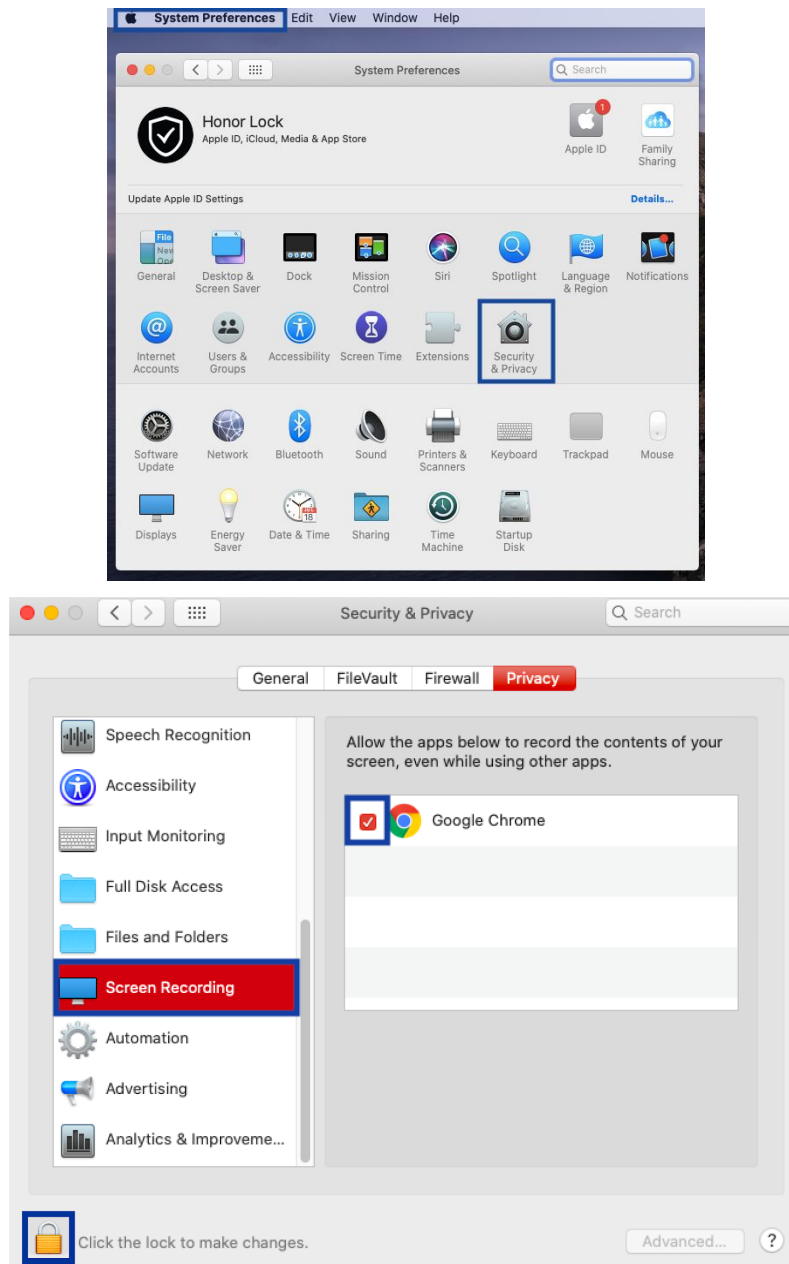 System Preferences Edit View Window Help
System Preferences
Search
Honor Lock
Apple ID, iCloud, Media & App Store
1
Apple ID
Family
Sharing
Update Apple ID Settings
Details...
File
New
Ope
General
Desktop &
Screen Saver
Dock
Mission
Control
Siri
Spotlight
Language
& Region
Notifications
Internet
Accounts
Users &
Groups
Accessibility
Screen Time
Extensions
Security
& Privacy
Software
Update
Network
Bluetooth
Sound
Printers &
Scanners
Keyboard
Trackpad
Mouse
Displays
Energy
Saver
18
Date & Time
Sharing
Time
Machine
Startup
Disk
Security & Privacy
Search
General FileVault Firewall Privacy
Speech Recognition
Accessibility
Input Monitoring
Full Disk Access
Files and Folders
Screen Recording
Automation
Advertising
Analytics & Improveme...
Allow the apps below to record the contents of your
screen, even while using other apps.
Google Chrome
Click the lock to make changes.
Advanced...
?